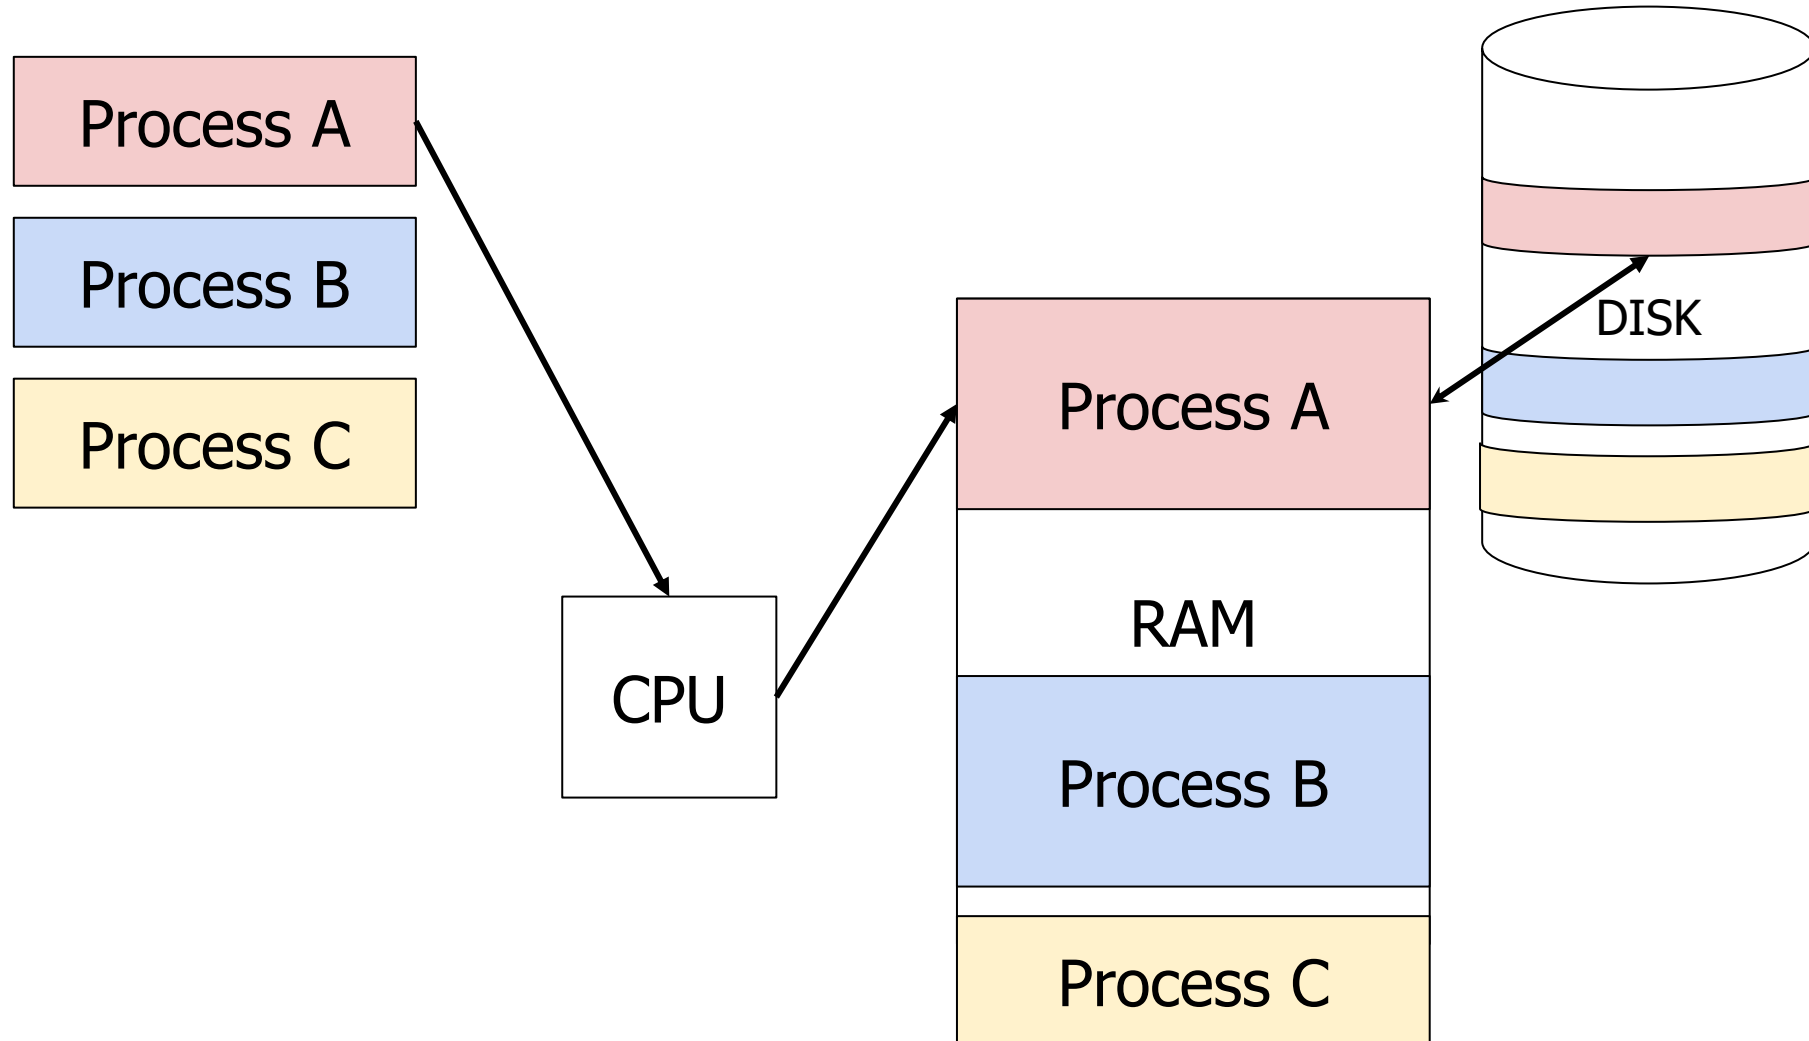 Process A
Process B
Process C
CPU
Process A
RAM
Process B
Process C
DISK